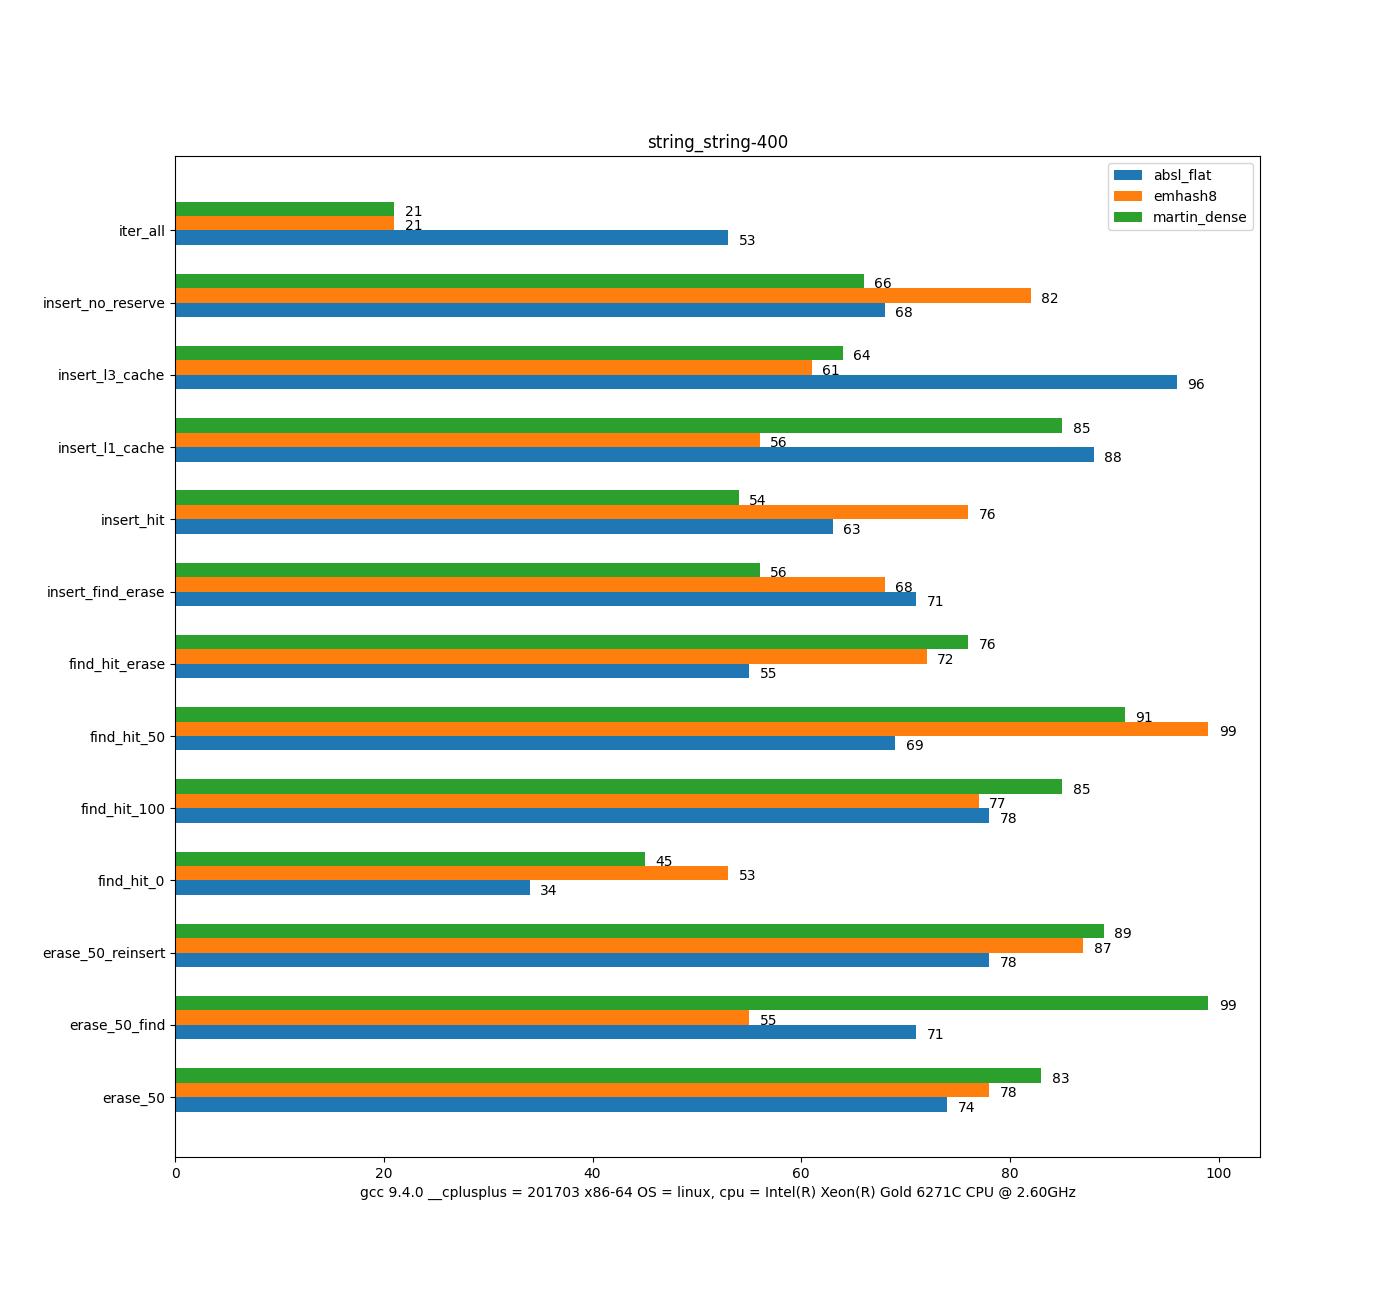 string_string-400
absl_flat
emhash8
martin_dense
iter_all
21
21
53
insert_no_reserve
66
82
68
insert_l3_cache
64
61
96
insert_l1_cache
85
56
88
insert_hit
54
76
63
insert_find_erase
56
68
71
find_hit_erase
76
72
55
find_hit_50
91
99
69
find_hit_100
85
77
78
find_hit_0
45
53
34
erase_50_reinsert
89
87
78
erase_50_find
99
55
71
erase_50
83
78
74
0 20 40 60 80 100
gcc 9.4.0 __cplusplus = 201703 x86-64 OS = linux, cpu = Intel(R) Xeon(R) Gold 6271C CPU @ 2.60GHz